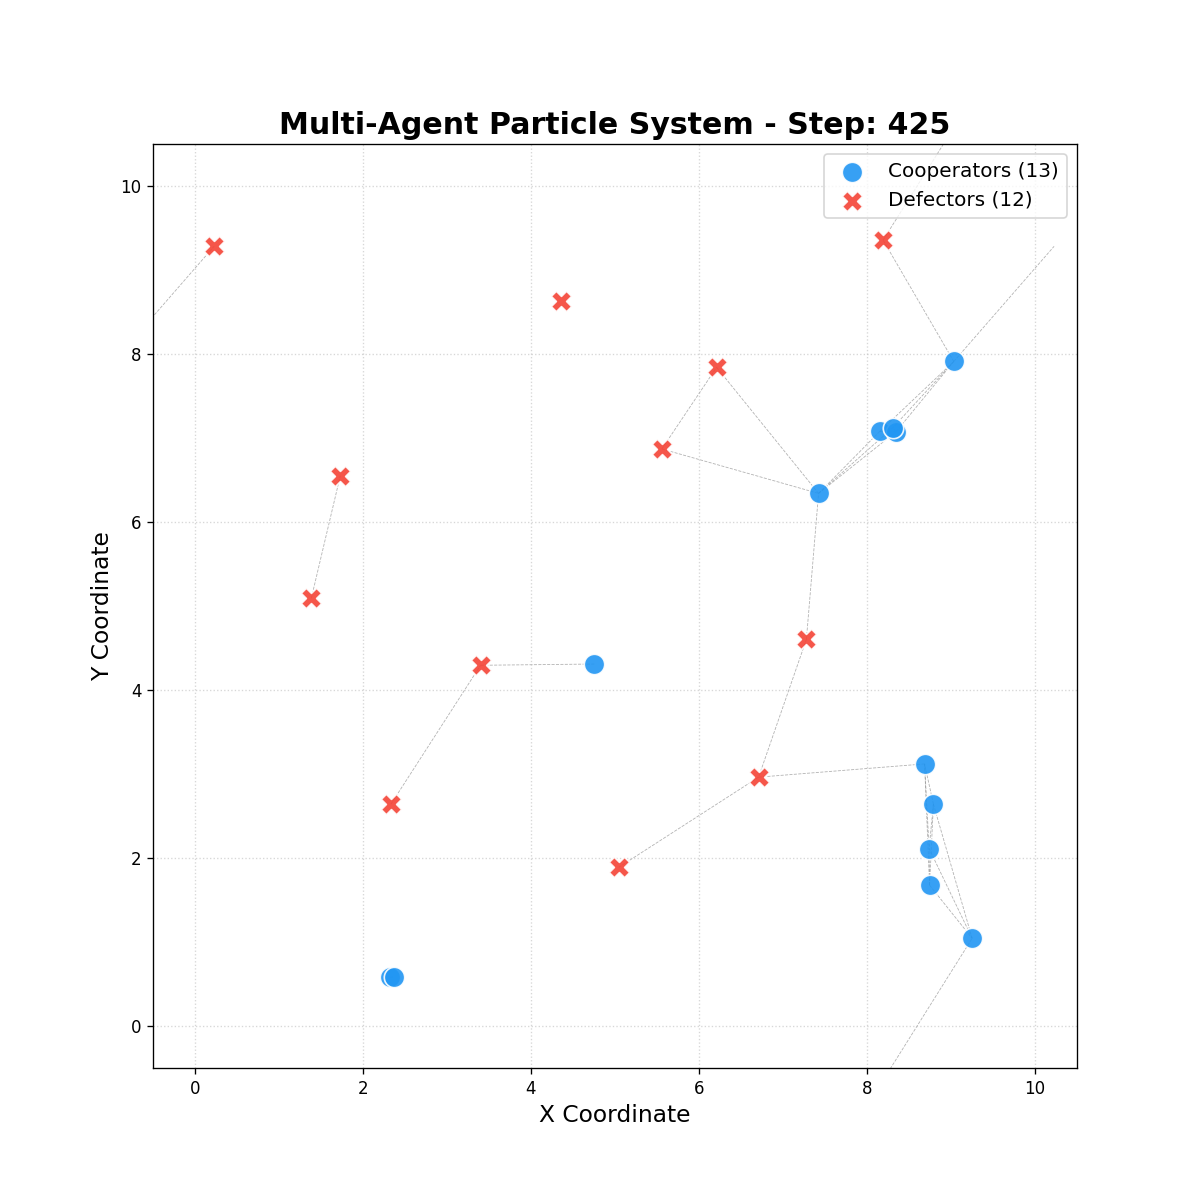 Multi-Agent Particle System - Step: 425
Cooperators (13)
Defectors (12)
10
8
6
4
2
0
Y Coordinate
0 2 4 6 8 10
X Coordinate